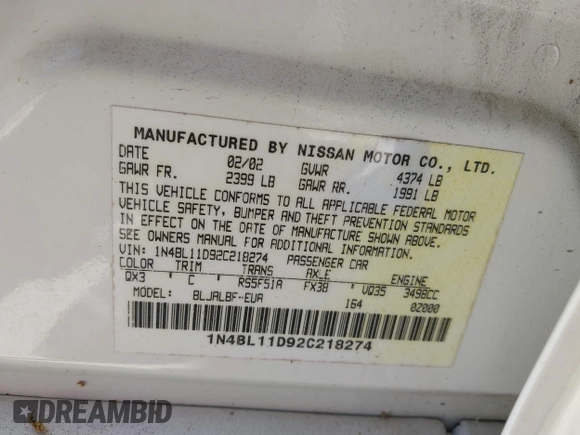 MANUFACTURED BY NISSAN MOTOR CO., LTD.
DATE 02/02 GVWR 4374 LB
GAWR FR. 2399 LB GAWR RR. 1991 LB
THIS VEHICLE CONFORMS TO ALL APPLICABLE FEDERAL MOTOR
VEHICLE SAFETY, BUMPER AND THEFT PREVENTION STANDARDS
IN EFFECT ON THE DATE OF MANUFACTURE SHOWN ABOVE.
SEE OWNERS MANUAL FOR ADDITIONAL INFORMATION.
VIN: 1N4BL11D92C218274 PASSENGER CAR
COLOR TRIM TRANS AXLE ENGINE
QX3 C RS5F51A FX38 VQ35 3498CC
MODEL: BLJALBF-EUA 164 02000
1N4BL11D92C218274
DREAMBID